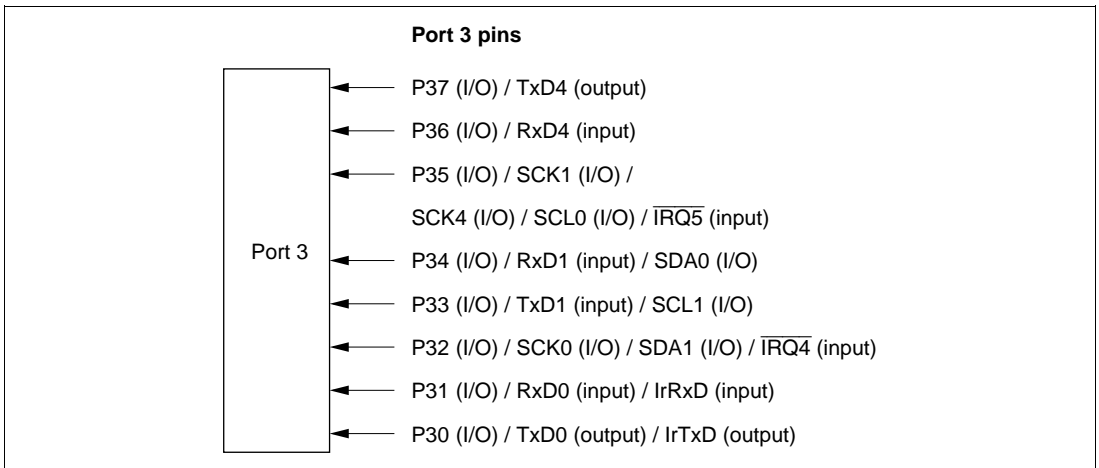 Port 3 pins
P37 (I/O) / TxD4 (output)
P36 (I/O) / RxD4 (input)
P35 (I/O) / SCK1 (I/O) /
SCK4 (I/O) / SCL0 (I/O) / I̅R̅Q̅5̅ (input)
Port 3
P34 (I/O) / RxD1 (input) / SDA0 (I/O)
P33 (I/O) / TxD1 (input) / SCL1 (I/O)
P32 (I/O) / SCK0 (I/O) / SDA1 (I/O) / I̅R̅Q̅4̅ (input)
P31 (I/O) / RxD0 (input) / IrRxD (input)
P30 (I/O) / TxD0 (output) / IrTxD (output)